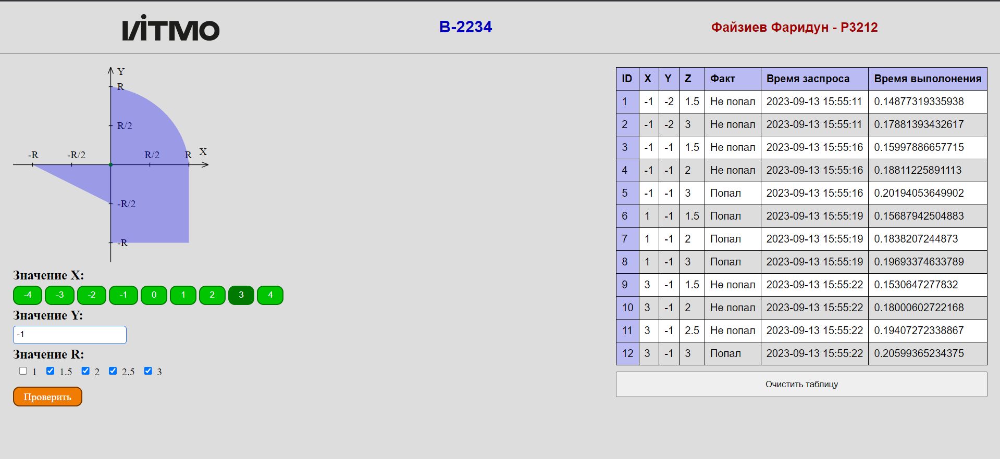 ИТМО
В-2234
Файзиев Фаридун - P3212
Y
R
R/2
-R
-R/2
R/2
R
X
-R/2
-R
Значение X:
-4 -3 -2 -1 0 1 2 3 4
Значение Y:
-1
Значение R:
1 1.5 2 2.5 3
Проверить
ID X Y Z Факт Время заспроса Время выполонения
1 -1 -2 1.5 Не попал 2023-09-13 15:55:11 0.14877319335938
2 -1 -2 3 Не попал 2023-09-13 15:55:11 0.17881393432617
3 -1 -1 1.5 Не попал 2023-09-13 15:55:16 0.15997886657715
4 -1 -1 2 Не попал 2023-09-13 15:55:16 0.18811225891113
5 -1 -1 3 Попал 2023-09-13 15:55:16 0.20194053649902
6 1 -1 1.5 Попал 2023-09-13 15:55:19 0.15687942504883
7 1 -1 2 Попал 2023-09-13 15:55:19 0.1838207244873
8 1 -1 3 Попал 2023-09-13 15:55:19 0.19693374633789
9 3 -1 1.5 Не попал 2023-09-13 15:55:22 0.1530647277832
10 3 -1 2 Не попал 2023-09-13 15:55:22 0.18000602722168
11 3 -1 2.5 Не попал 2023-09-13 15:55:22 0.19407272338867
12 3 -1 3 Попал 2023-09-13 15:55:22 0.20599365234375
Очистить таблицу